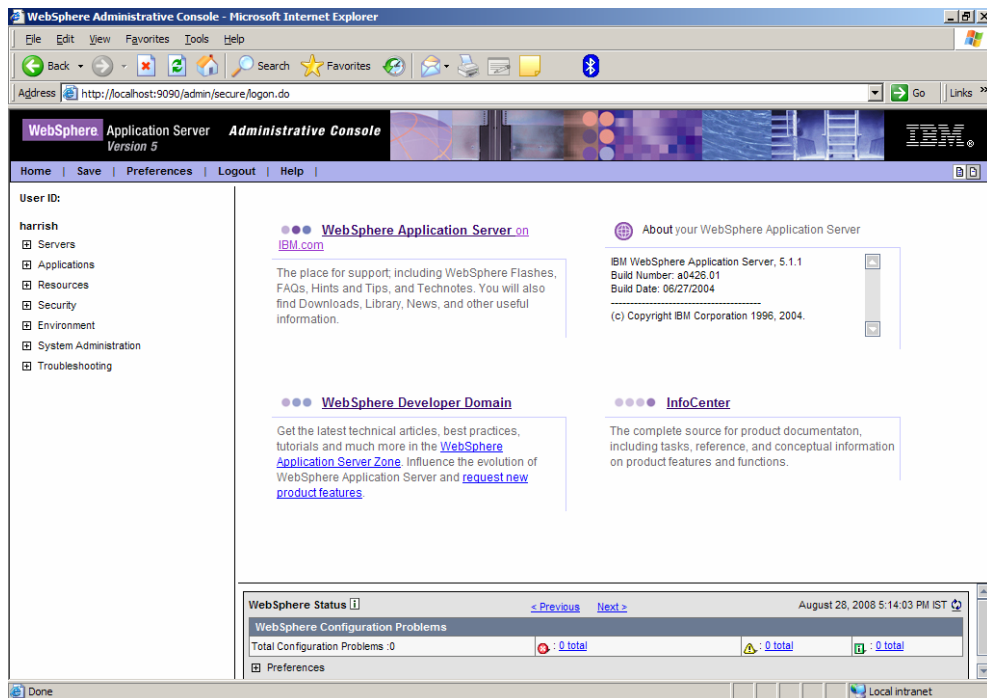 WebSphere Administrative Console - Microsoft Internet Explorer
File Edit View Favorites Tools Help
Back Search Favorites
Address http://localhost:9090/admin/secure/logon.do Go Links »
WebSphere Application Server Administrative Console
Version 5
IBM®
Home | Save | Preferences | Logout | Help |
User ID:
harrish
Servers
Applications
Resources
Security
Environment
System Administration
Troubleshooting
WebSphere Application Server on
IBM.com
The place for support; including WebSphere Flashes,
FAQs, Hints and Tips, and Technotes. You will also
find Downloads, Library, News, and other useful
information.
About your WebSphere Application Server
IBM WebSphere Application Server, 5.1.1
Build Number: a0426.01
Build Date: 06/27/2004
----------------------------------------
(c) Copyright IBM Corporation 1996, 2004.
WebSphere Developer Domain
Get the latest technical articles, best practices,
tutorials and much more in the WebSphere
Application Server Zone. Influence the evolution of
WebSphere Application Server and request new
product features.
InfoCenter
The complete source for product documentaton,
including tasks, reference, and conceptual information
on product features and functions.
WebSphere Status i < Previous Next > August 28, 2008 5:14:03 PM IST
WebSphere Configuration Problems
Total Configuration Problems :0 : 0 total : 0 total : 0 total
Preferences
Done Local intranet